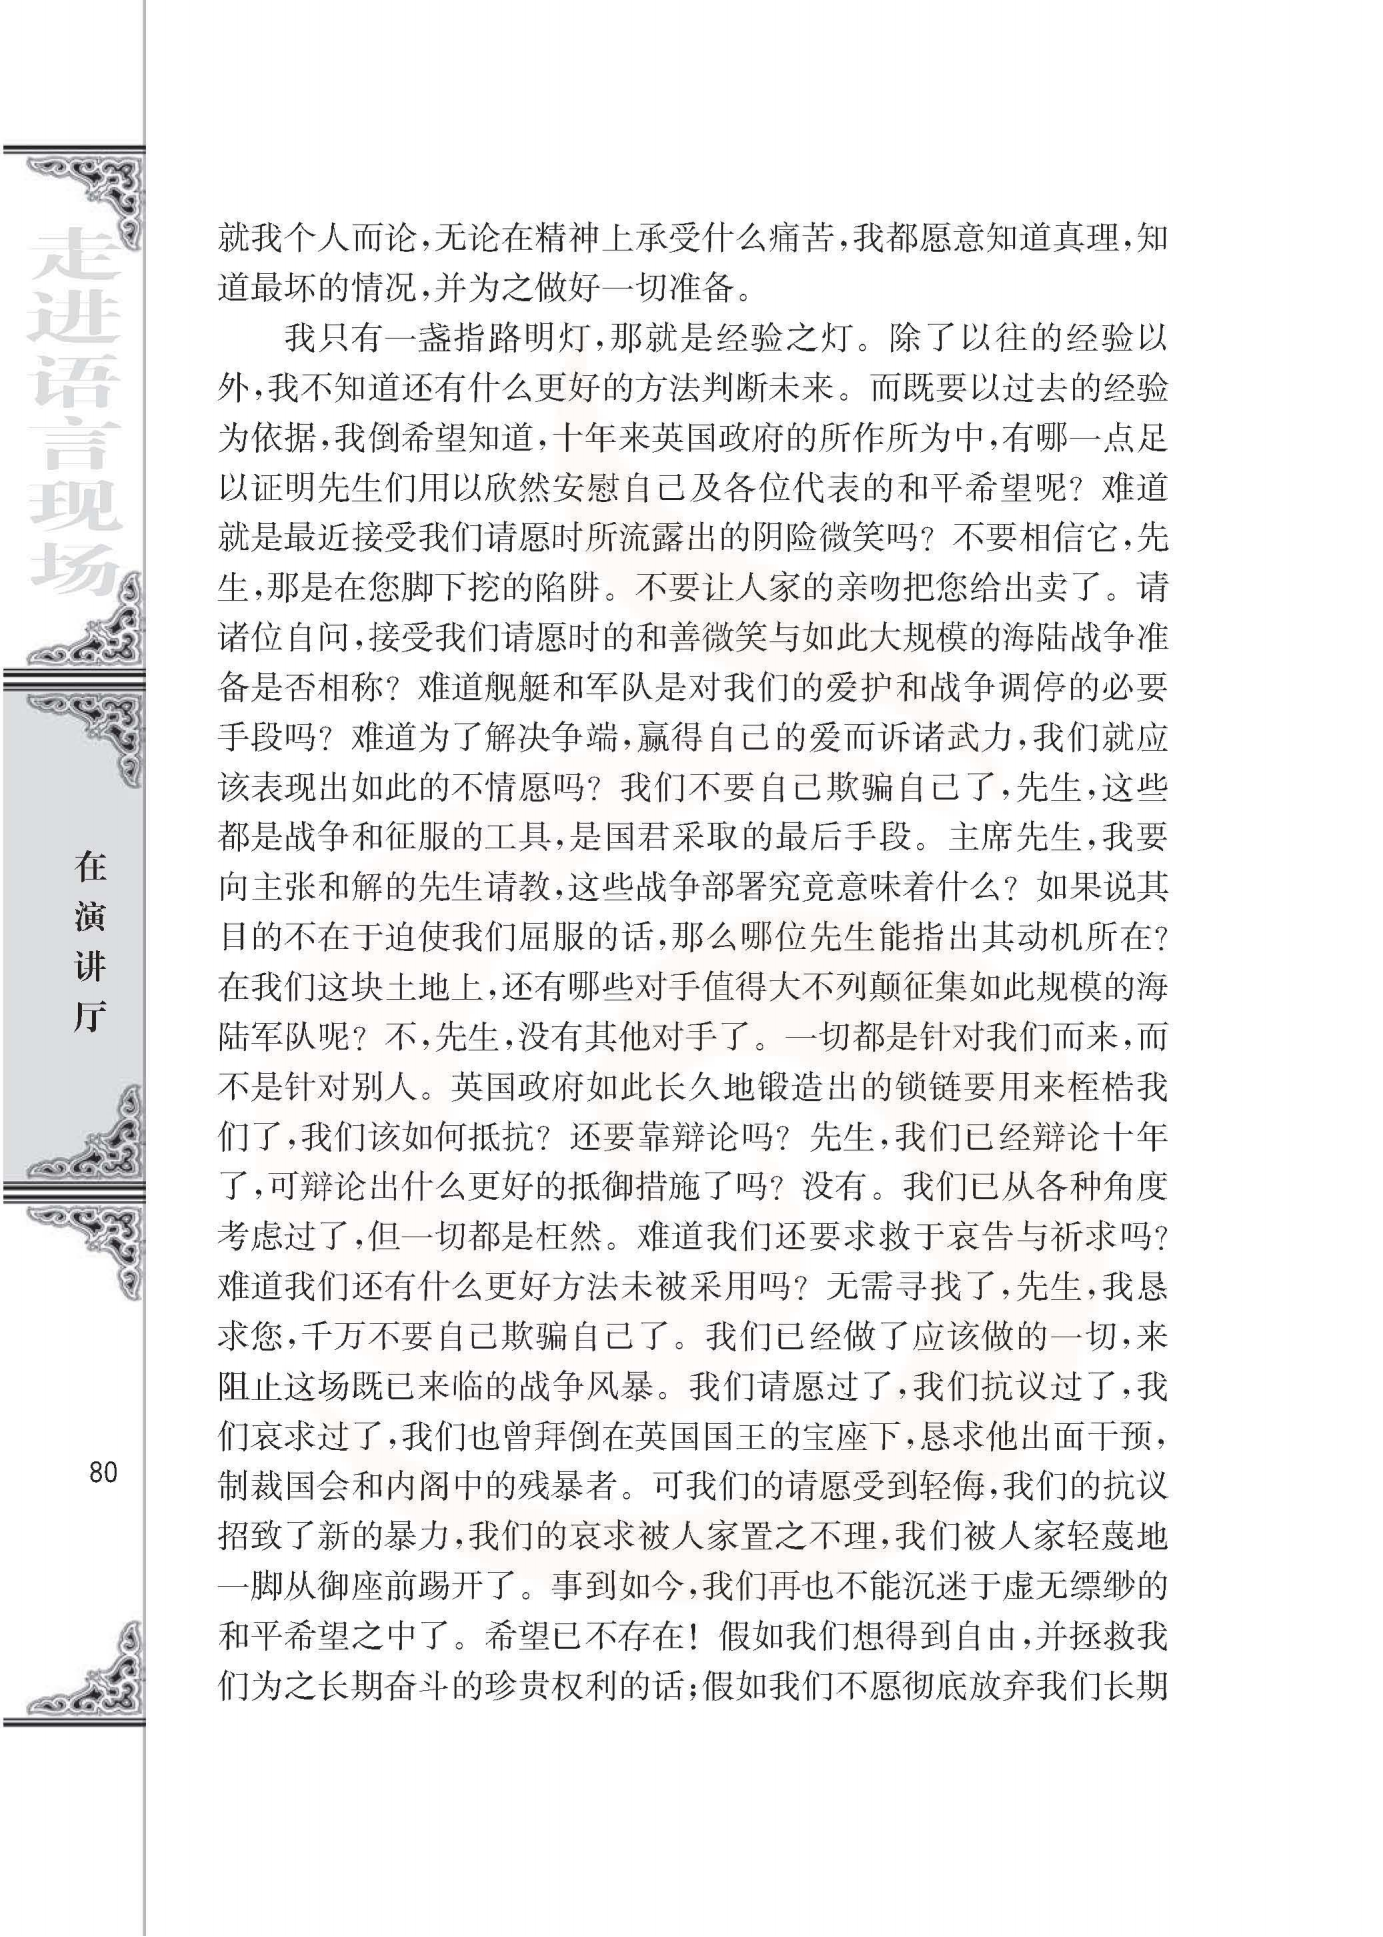 走进语言现场
在演讲厅
80
就我个人而论,无论在精神上承受什么痛苦,我都愿意知道真理,知
道最坏的情况,并为之做好一切准备。
我只有一盏指路明灯,那就是经验之灯。除了以往的经验以
外,我不知道还有什么更好的方法判断未来。而既要以过去的经验
为依据,我倒希望知道,十年来英国政府的所作所为中,有哪一点足
以证明先生们用以欣然安慰自己及各位代表的和平希望呢?难道
就是最近接受我们请愿时所流露出的阴险微笑吗?不要相信它,先
生,那是在您脚下挖的陷阱。不要让人家的亲吻把您给出卖了。请
诸位自问,接受我们请愿时的和善微笑与如此大规模的海陆战争准
备是否相称?难道舰艇和军队是对我们的爱护和战争调停的必要
手段吗?难道为了解决争端,赢得自己的爱而诉诸武力,我们就应
该表现出如此的不情愿吗?我们不要自己欺骗自己了,先生,这些
都是战争和征服的工具,是国君采取的最后手段。主席先生,我要
向主张和解的先生请教,这些战争部署究竟意味着什么?如果说其
目的不在于迫使我们屈服的话,那么哪位先生能指出其动机所在?
在我们这块土地上,还有哪些对手值得大不列颠征集如此规模的海
陆军队呢?不,先生,没有其他对手了。一切都是针对我们而来,而
不是针对别人。英国政府如此长久地锻造出的锁链要用来桎梏我
们了,我们该如何抵抗?还要靠辩论吗?先生,我们已经辩论十年
了,可辩论出什么更好的抵御措施了吗?没有。我们已从各种角度
考虑过了,但一切都是枉然。难道我们还要求救于哀告与祈求吗?
难道我们还有什么更好方法未被采用吗?无需寻找了,先生,我恳
求您,千万不要自己欺骗自己了。我们已经做了应该做的一切,来
阻止这场既已来临的战争风暴。我们请愿过了,我们抗议过了,我
们哀求过了,我们也曾拜倒在英国国王的宝座下,恳求他出面干预,
制裁国会和内阁中的残暴者。可我们的请愿受到轻侮,我们的抗议
招致了新的暴力,我们的哀求被人家置之不理,我们被人家轻蔑地
一脚从御座前踢开了。事到如今,我们再也不能沉迷于虚无缥缈的
和平希望之中了。希望已不存在!假如我们想得到自由,并拯救我
们为之长期奋斗的珍贵权利的话;假如我们不愿彻底放弃我们长期